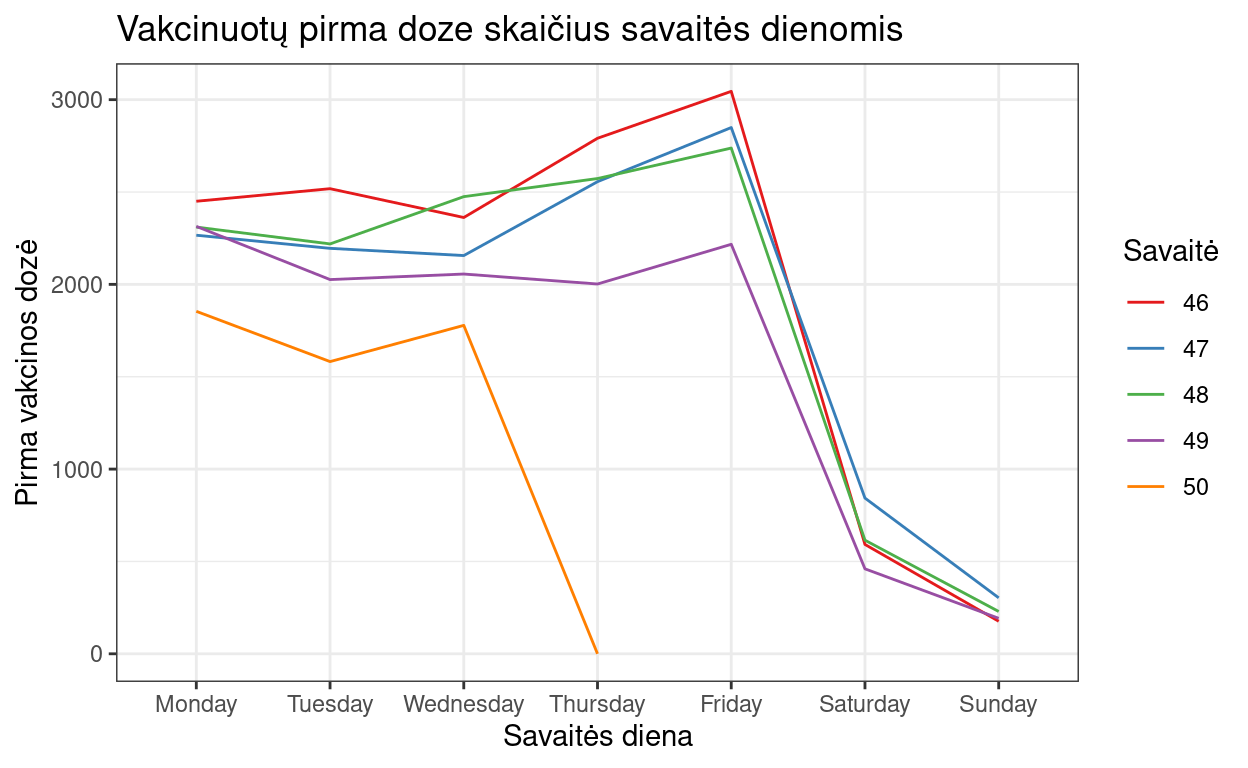 Vakcinuotų pirma doze skaičius savaitės dienomis
Pirma vakcinos dozė
3000
2000
1000
0
Monday Tuesday Wednesday Thursday Friday Saturday Sunday
Savaitės diena
Savaitė
46
47
48
49
50